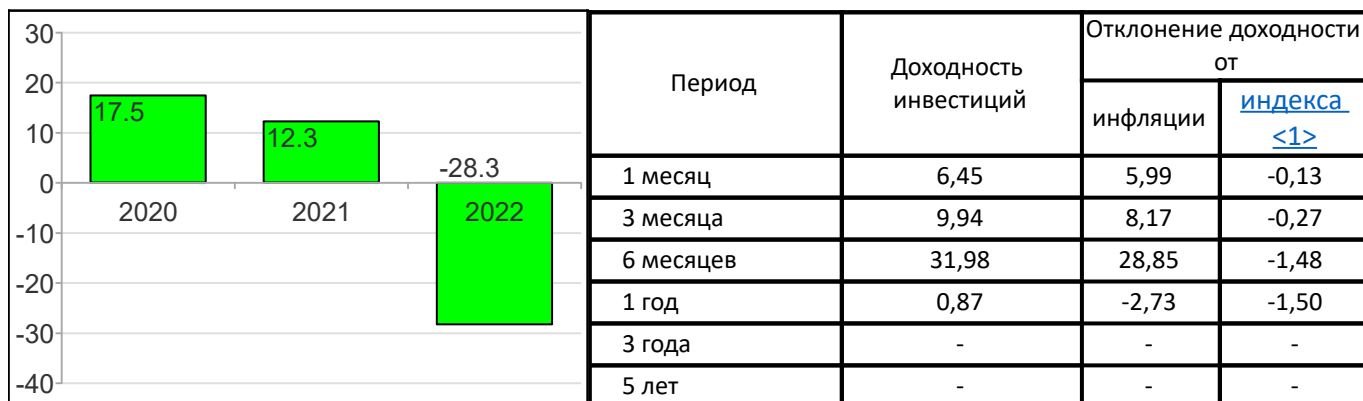 30
20
10
0
-10
-20
-30
-40
17.5
12.3
-28.3
2020
2021
2022
Период
Доходность
инвестиций
Отклонение доходности
от
инфляции
индекса
<1>
1 месяц 6,45 5,99 -0,13
3 месяца 9,94 8,17 -0,27
6 месяцев 31,98 28,85 -1,48
1 год 0,87 -2,73 -1,50
3 года - - -
5 лет - - -